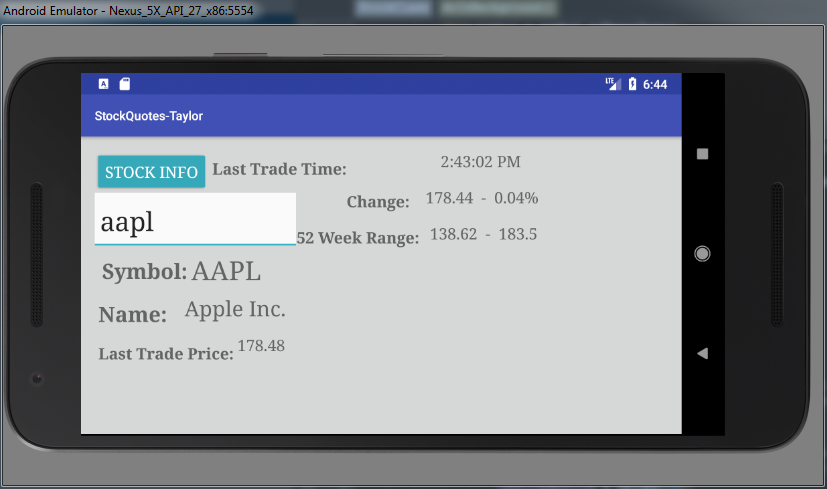 Android Emulator - Nexus_5X_API_27_x86:5554
LTE 6:44
StockQuotes-Taylor
STOCK INFO Last Trade Time: 2:43:02 PM
aapl
Change: 178.44 - 0.04%
52 Week Range: 138.62 - 183.5
Symbol: AAPL
Name: Apple Inc.
Last Trade Price: 178.48